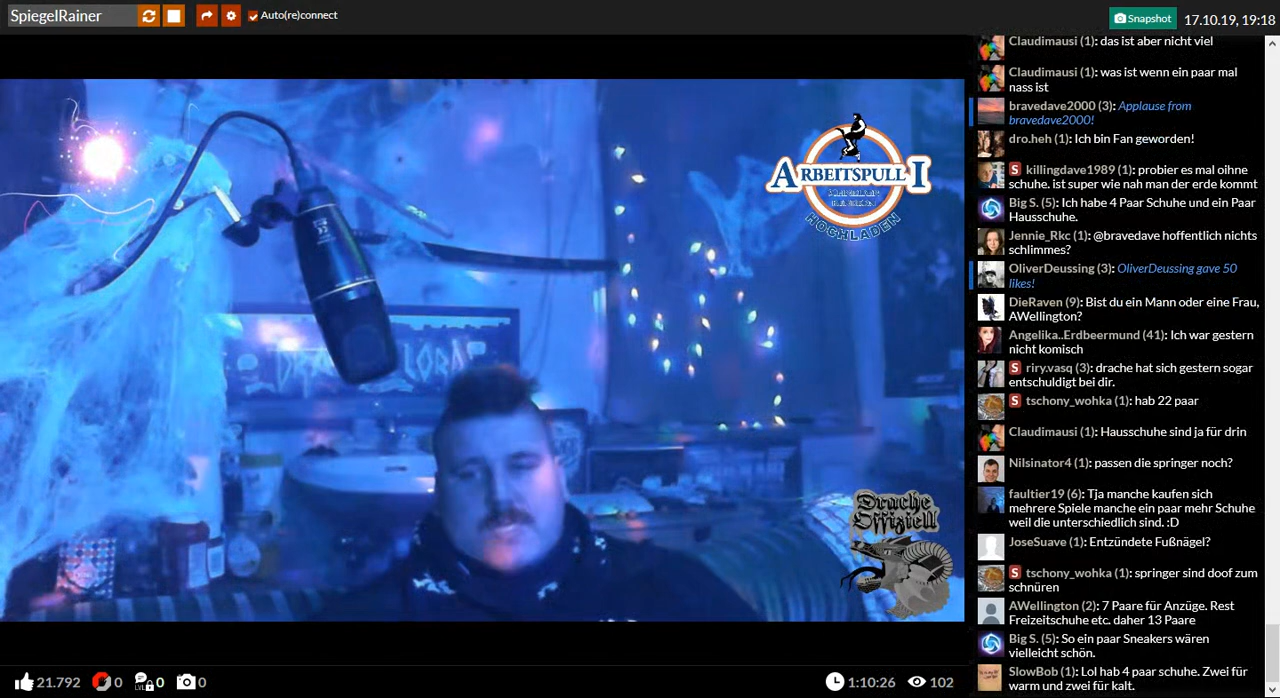 SpiegelRainer
Auto(re)connect
Snapshot
17.10.19, 19:18
ARBEITSPULLI
HOCHLADEN
Drache
Offiziell
21.792
0
LVL
0
0
1:10:26
102
Claudimausi (1): das ist aber nicht viel
Claudimausi (1): was ist wenn ein paar mal
nass ist
bravedave2000 (3): Applause from
bravedave2000!
dro.heh (1): Ich bin Fan geworden!
S killingdave1989 (1): probier es mal oihne
schuhe. ist super wie nah man der erde kommt
Big S. (5): Ich habe 4 Paar Schuhe und ein Paar
Hausschuhe.
Jennie_Rkc (1): @bravedave hoffentlich nichts
schlimmes?
OliverDeussing (3): OliverDeussing gave 50
likes!
DieRaven (9): Bist du ein Mann oder eine Frau,
AWellington?
Angelika..Erdbeermund (41): Ich war gestern
nicht komisch
S riry.vasq (3): drache hat sich gestern sogar
entschuldigt bei dir.
S tschony_wohka (1): hab 22 paar
Claudimausi (1): Hausschuhe sind ja für drin
Nilsinator4 (1): passen die springer noch?
faultier19 (6): Tja manche kaufen sich
mehrere Spiele manche ein paar mehr Schuhe
weil die unterschiedlich sind. :D
JoseSuave (1): Entzündete Fußnägel?
S tschony_wohka (1): springer sind doof zum
schnüren
AWellington (2): 7 Paare für Anzüge. Rest
Freizeitschuhe etc. daher 13 Paare
Big S. (5): So ein paar Sneakers wären
vielleicht schön.
SlowBob (1): Lol hab 4 paar schuhe. Zwei für
warm und zwei für kalt.